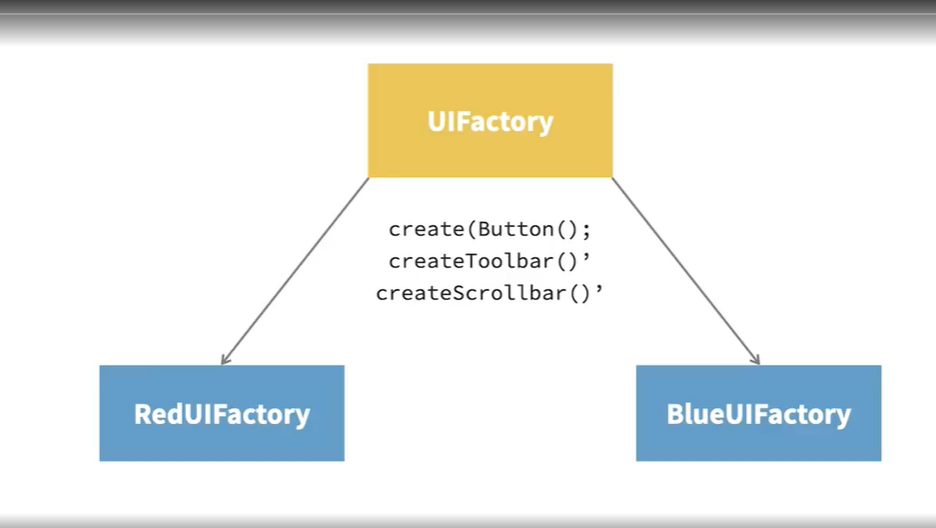 UIFactory
create(Button();
createToolbar()’
createScrollbar()’
RedUIFactory
BlueUIFactory